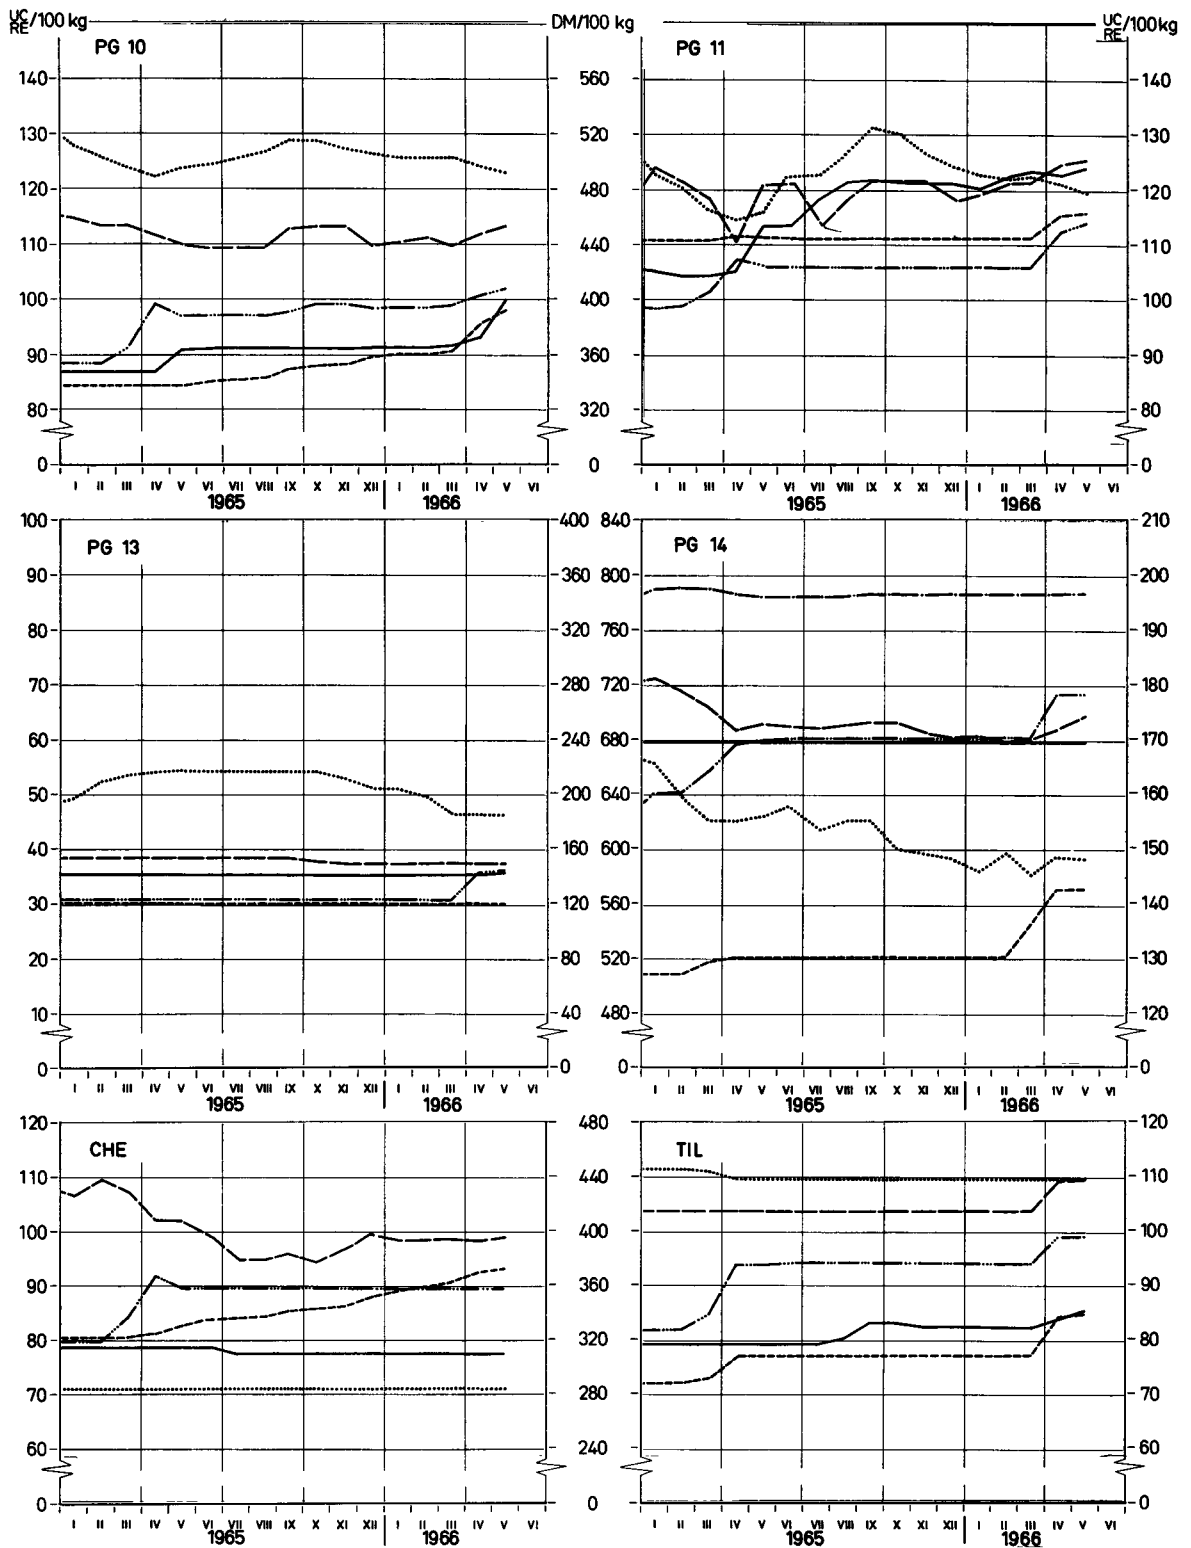 UC/RE/100 kg DM/100 kg UC/RE/100kg
PG 10 PG 11
140 560 140
130 520 130
120 480 120
110 440 110
100 400 100
90 360 90
80 320 80
0 0 0
I II III IV V VI VII VIII IX X XI XII I II III IV V VI I II III IV V VI VII VIII IX X XI XII I II III IV V VI
1965 1966 1965 1966
100 400 840 210
PG 13 PG 14
90 360 800 200
80 320 760 190
70 280 720 180
60 240 680 170
50 200 640 160
40 150 600 150
30 120 560 140
20 80 520 130
10 40 480 120
0 0 0 0
I II III IV V VI VII VIII IX X XI XII I II III IV V VI I II III IV V VI VII VIII IX X XI XII I II III IV V VI
1965 1966 1965 1966
120 480 120
CHE TIL
110 440 110
100 400 100
90 360 90
80 320 80
70 280 70
60 240 60
0 0 0
I II III IV V VI VII VIII IX X XI XII I II III IV V VI I II III IV V VI VII VIII IX X XI XII I II III IV V VI
1965 1966 1965 1966